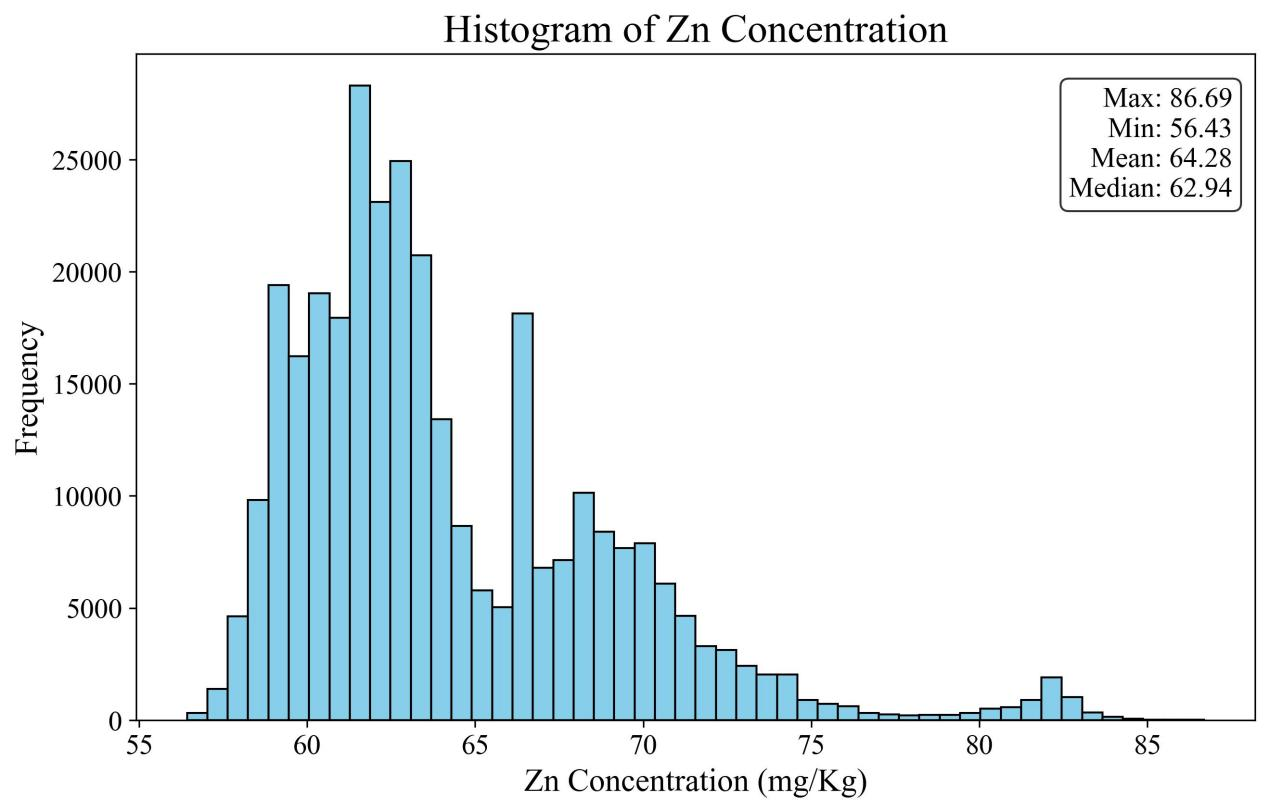 Histogram of Zn Concentration
Max: 86.69
Min: 56.43
Mean: 64.28
Median: 62.94
Frequency
25000
20000
15000
10000
5000
0
55 60 65 70 75 80 85
Zn Concentration (mg/Kg)